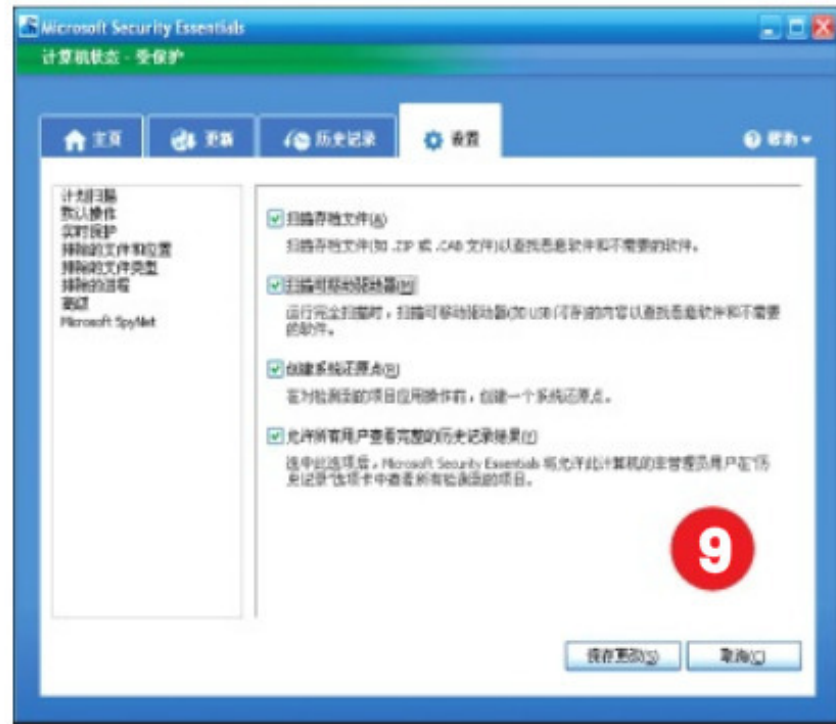 Microsoft Security Essentials
计算机状态 - 受保护
主页
更新
历史记录
设置
帮助
计划扫描
默认操作
实时保护
排除的文件和位置
排除的文件类型
排除的进程
高级
Microsoft SpyNet
扫描存档文件(A)
扫描存档文件(如 .ZIP 或 .CAB 文件)以查找恶意软件和不需要的软件。
扫描可移动驱动器(M)
运行完全扫描时，扫描可移动驱动器(如 USB 闪存)的内容以查找恶意软件和不需要
的软件。
创建系统还原点(R)
在对检测到的项目应用操作前，创建一个系统还原点。
允许所有用户查看完整的历史记录结果(Y)
选中此选项后，Microsoft Security Essentials 将允许此计算机的非管理员用户在“历
史记录”选项卡中查看所有检测到的项目。
9
保存更改(S)
取消(C)